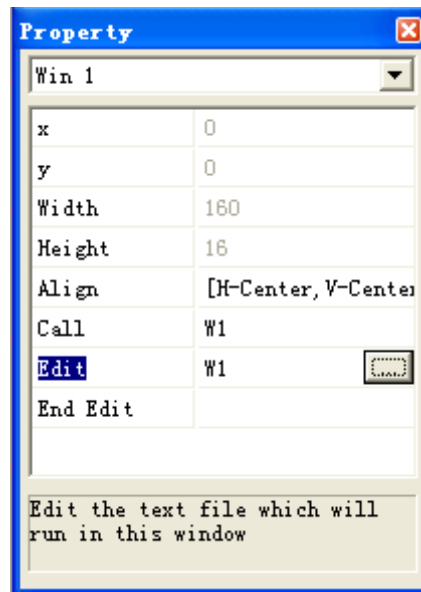 Property
Win 1
x 0
y 0
Width 160
Height 16
Align [H-Center, V-Center
Call W1
Edit W1 ...
End Edit
Edit the text file which will
run in this window